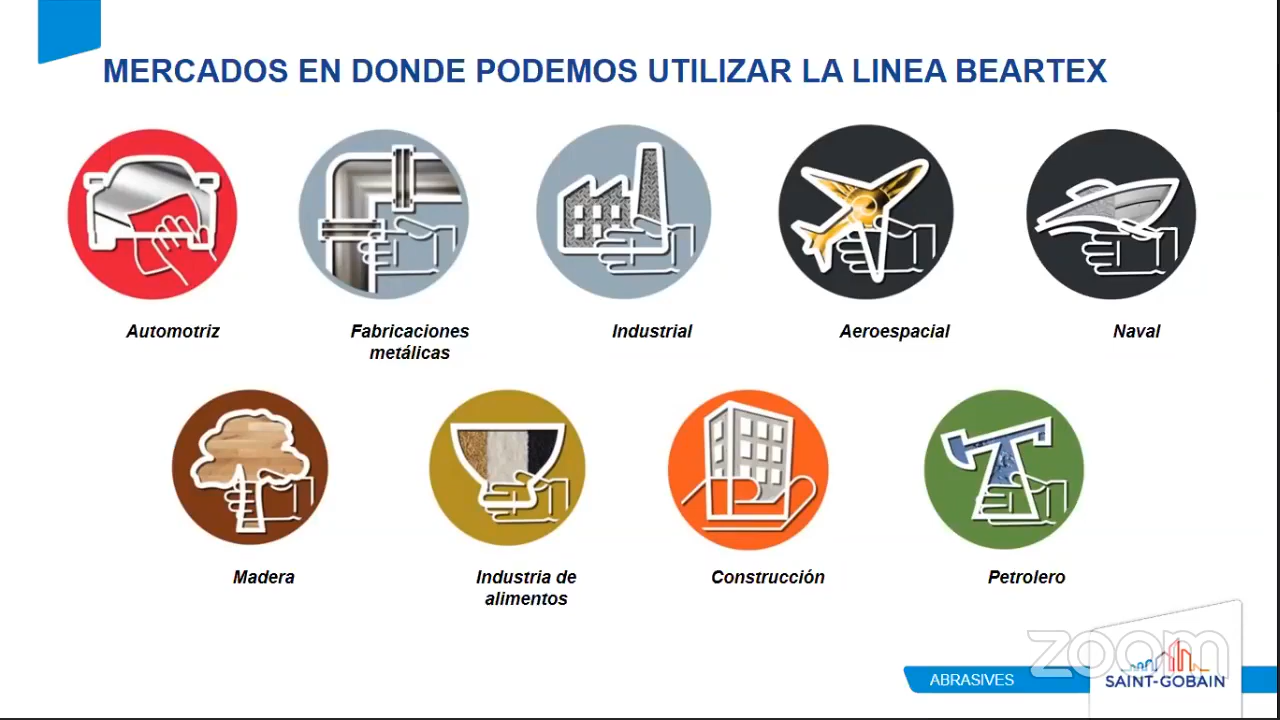 MERCADOS EN DONDE PODEMOS UTILIZAR LA LINEA BEARTEX
Automotriz
Fabricaciones
metálicas
Industrial
Aeroespacial
Naval
Madera
Industria de
alimentos
Construcción
Petrolero
zoom
ABRASIVES
SAINT-GOBAIN